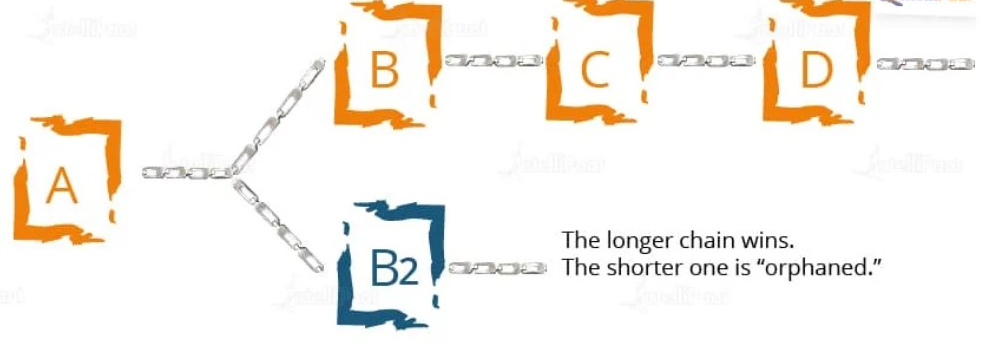 B C D
A
B2
The longer chain wins.
The shorter one is “orphaned.”